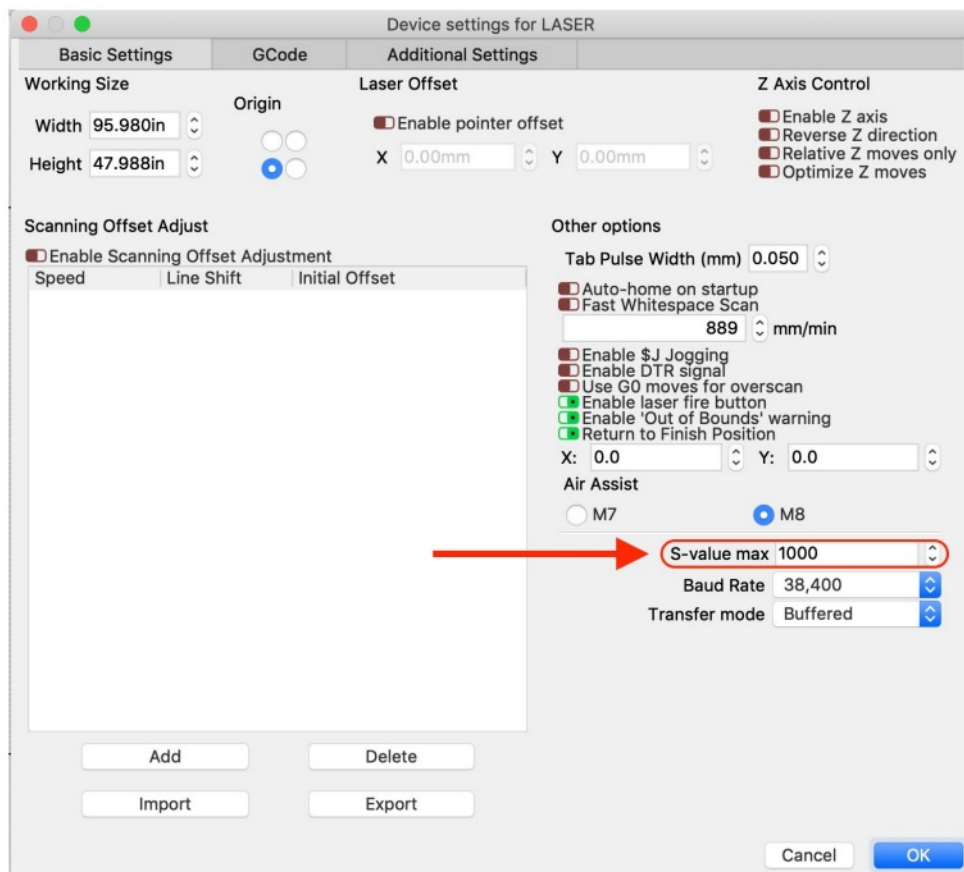 Device settings for LASER
Basic Settings
GCode
Additional Settings
Working Size
Width 95.980in
Height 47.988in
Origin
Laser Offset
Enable pointer offset
X 0.00mm Y 0.00mm
Z Axis Control
Enable Z axis
Reverse Z direction
Relative Z moves only
Optimize Z moves
Scanning Offset Adjust
Enable Scanning Offset Adjustment
Speed Line Shift Initial Offset
Add Delete
Import Export
Other options
Tab Pulse Width (mm) 0.050
Auto-home on startup
Fast Whitespace Scan
889 mm/min
Enable $J Jogging
Enable DTR signal
Use G0 moves for overscan
Enable laser fire button
Enable 'Out of Bounds' warning
Return to Finish Position
X: 0.0 Y: 0.0
Air Assist
M7 M8
S-value max 1000
Baud Rate 38,400
Transfer mode Buffered
Cancel OK